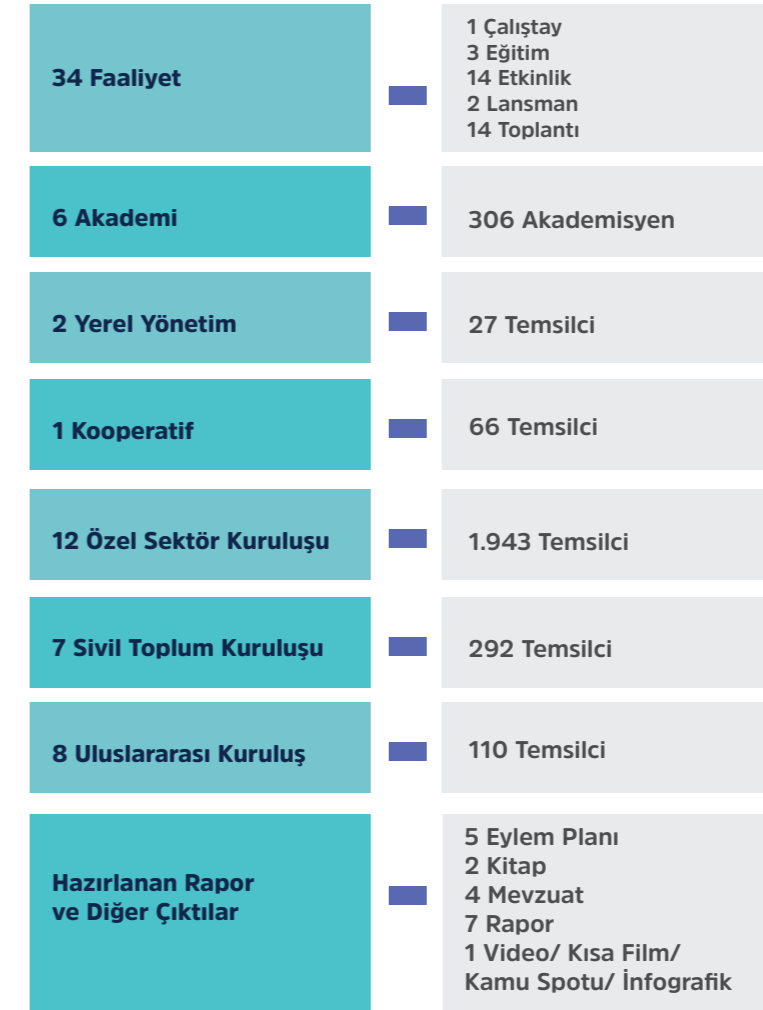 34 Faaliyet
1 Çalıştay
3 Eğitim
14 Etkinlik
2 Lansman
14 Toplantı
6 Akademi
306 Akademisyen
2 Yerel Yönetim
27 Temsilci
1 Kooperatif
66 Temsilci
12 Özel Sektör Kuruluşu
1.943 Temsilci
7 Sivil Toplum Kuruluşu
292 Temsilci
8 Uluslararası Kuruluş
110 Temsilci
Hazırlanan Rapor
ve Diğer Çıktılar
5 Eylem Planı
2 Kitap
4 Mevzuat
7 Rapor
1 Video/ Kısa Film/
Kamu Spotu/ İnfografik